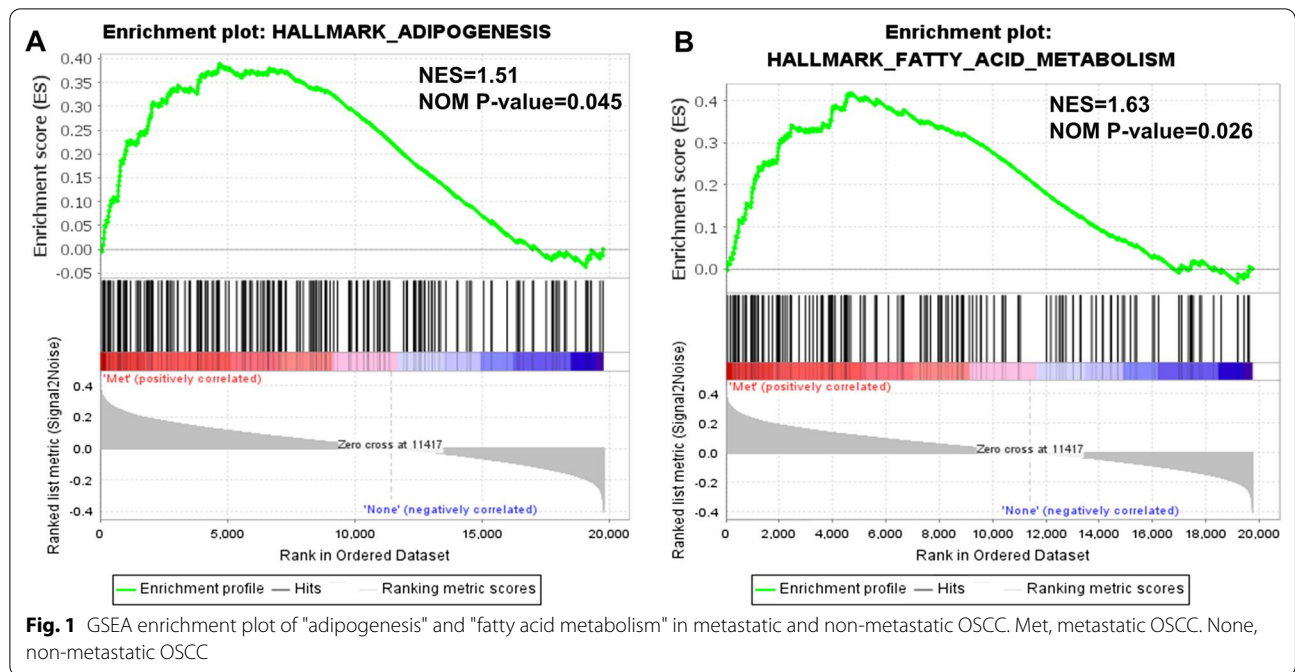 A
Enrichment plot: HALLMARK_ADIPOGENESIS
NES=1.51
NOM P-value=0.045
Enrichment score (ES)
0.40
0.35
0.30
0.25
0.20
0.15
0.10
0.05
0.00
-0.05
'Met' (positively correlated)
Ranked list metric (Signal2Noise)
0.4
0.2
0.0
-0.2
-0.4
Zero cross at 11417
'None' (negatively correlated)
0 5,000 10,000 15,000 20,000
Rank in Ordered Dataset
Enrichment profile Hits Ranking metric scores
B
Enrichment plot:
HALLMARK_FATTY_ACID_METABOLISM
NES=1.63
NOM P-value=0.026
Enrichment score (ES)
0.4
0.3
0.2
0.1
0.0
'Met' (positively correlated)
Ranked list metric (Signal2Noise)
0.4
0.2
0.0
-0.2
-0.4
Zero cross at 11417
'None' (negatively correlated)
0 2,000 4,000 6,000 8,000 10,000 12,000 14,000 16,000 18,000 20,000
Rank in Ordered Dataset
Enrichment profile Hits Ranking metric scores
Fig. 1 GSEA enrichment plot of "adipogenesis" and "fatty acid metabolism" in metastatic and non-metastatic OSCC. Met, metastatic OSCC. None,
non-metastatic OSCC